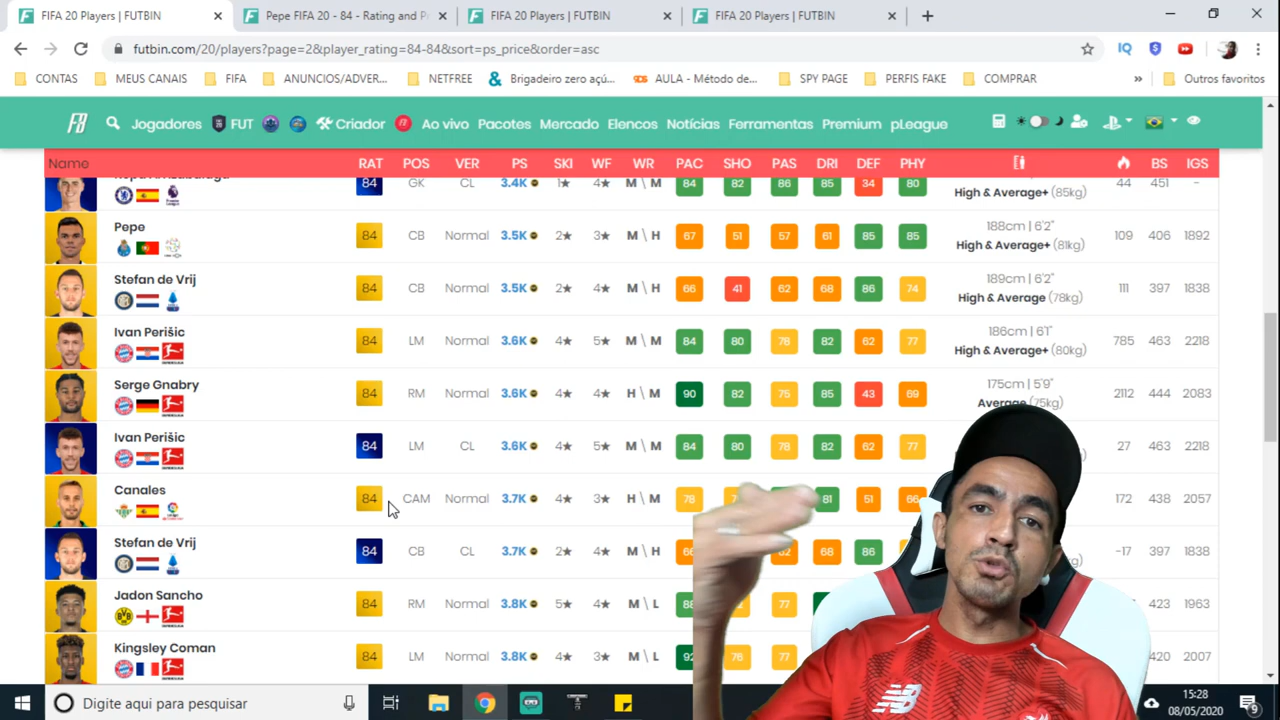 FIFA 20 Players | FUTBIN
Pepe FIFA 20 - 84 - Rating and P
FIFA 20 Players | FUTBIN
FIFA 20 Players | FUTBIN
futbin.com/20/players?page=2&player_rating=84-84&sort=ps_price&order=asc
IQ
CONTAS MEUS CANAIS FIFA ANUNCIOS/ADVER... NETFREE Brigadeiro zero açú... AULA - Método de... SPY PAGE PERFIS FAKE COMPRAR » Outros favoritos
F8 Jogadores FUT Criador Ao vivo Pacotes Mercado Elencos Notícias Ferramentas Premium pLeague
Name RAT POS VER PS SKI WF WR PAC SHO PAS DRI DEF PHY BS IGS
84 GK CL 3.4K 1★ 4★ M \ M 84 82 86 85 34 80 High & Average+ (85kg) 44 451 -
Pepe 84 CB Normal 3.5K 2★ 3★ M \ H 67 51 57 61 85 85 188cm | 6'2" 109 406 1892
High & Average+ (81kg)
Stefan de Vrij 84 CB Normal 3.5K 2★ 4★ M \ H 66 41 62 68 86 74 189cm | 6'2" 111 397 1838
High & Average (78kg)
Ivan Perišic 84 LM Normal 3.6K 4★ 5★ M \ M 84 80 78 82 62 77 186cm | 6'1" 785 463 2218
High & Average+ (80kg)
Serge Gnabry 84 RM Normal 3.6K 4★ 4★ H \ M 90 82 75 85 43 69 175cm | 5'9" 2112 444 2083
Average (75kg)
Ivan Perišic 84 LM CL 3.6K 4★ 5★ M \ M 84 80 78 82 62 77 27 463 2218
Canales 84 CAM Normal 3.7K 4★ 3★ H \ M 78 81 51 66 172 438 2057
Stefan de Vrij 84 CB CL 3.7K 2★ 4★ M \ H 68 86 -17 397 1838
Jadon Sancho 84 RM Normal 3.8K 5★ 4★ M \ L 77 423 1963
Kingsley Coman 84 LM Normal 3.8K 4★ 3★ M \ L 92 76 77 420 2007
Digite aqui para pesquisar
15:28
08/05/2020
9